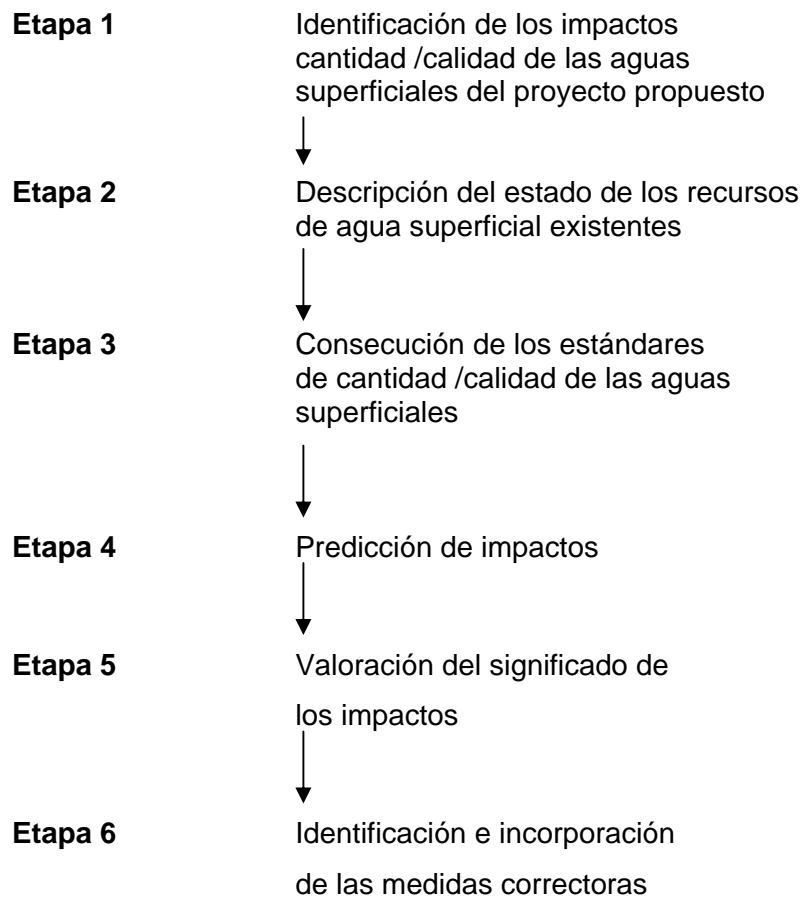 Etapa 1 Identificación de los impactos
cantidad /calidad de las aguas
superficiales del proyecto propuesto
Etapa 2 Descripción del estado de los recursos
de agua superficial existentes
Etapa 3 Consecución de los estándares
de cantidad /calidad de las aguas
superficiales
Etapa 4 Predicción de impactos
Etapa 5 Valoración del significado de
los impactos
Etapa 6 Identificación e incorporación
de las medidas correctoras